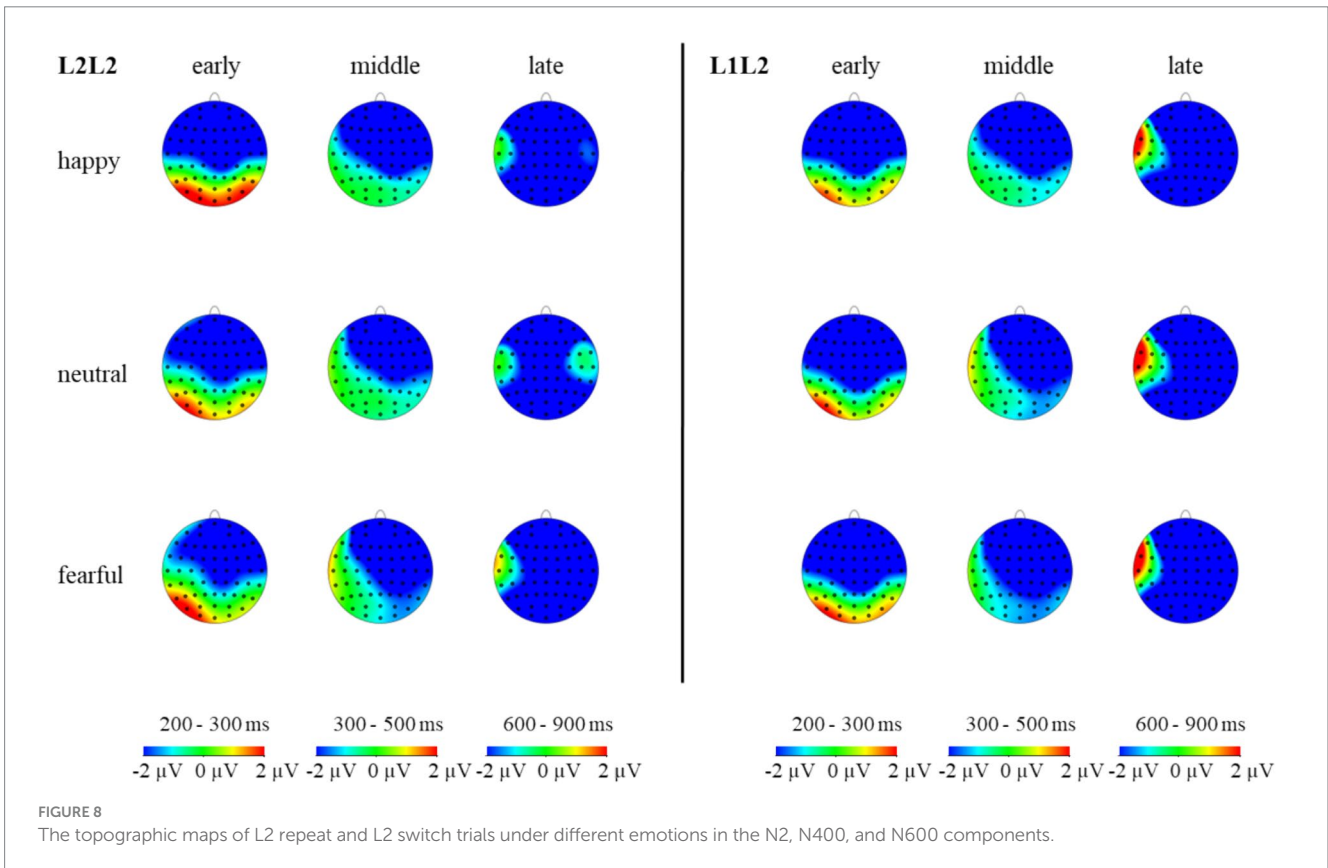 L2L2 early middle late L1L2 early middle late
happy
neutral
fearful
200 - 300 ms 300 - 500 ms 600 - 900 ms 200 - 300 ms 300 - 500 ms 600 - 900 ms
-2 µV 0 µV 2 µV -2 µV 0 µV 2 µV -2 µV 0 µV 2 µV -2 µV 0 µV 2 µV -2 µV 0 µV 2 µV -2 µV 0 µV 2 µV
FIGURE 8
The topographic maps of L2 repeat and L2 switch trials under different emotions in the N2, N400, and N600 components.